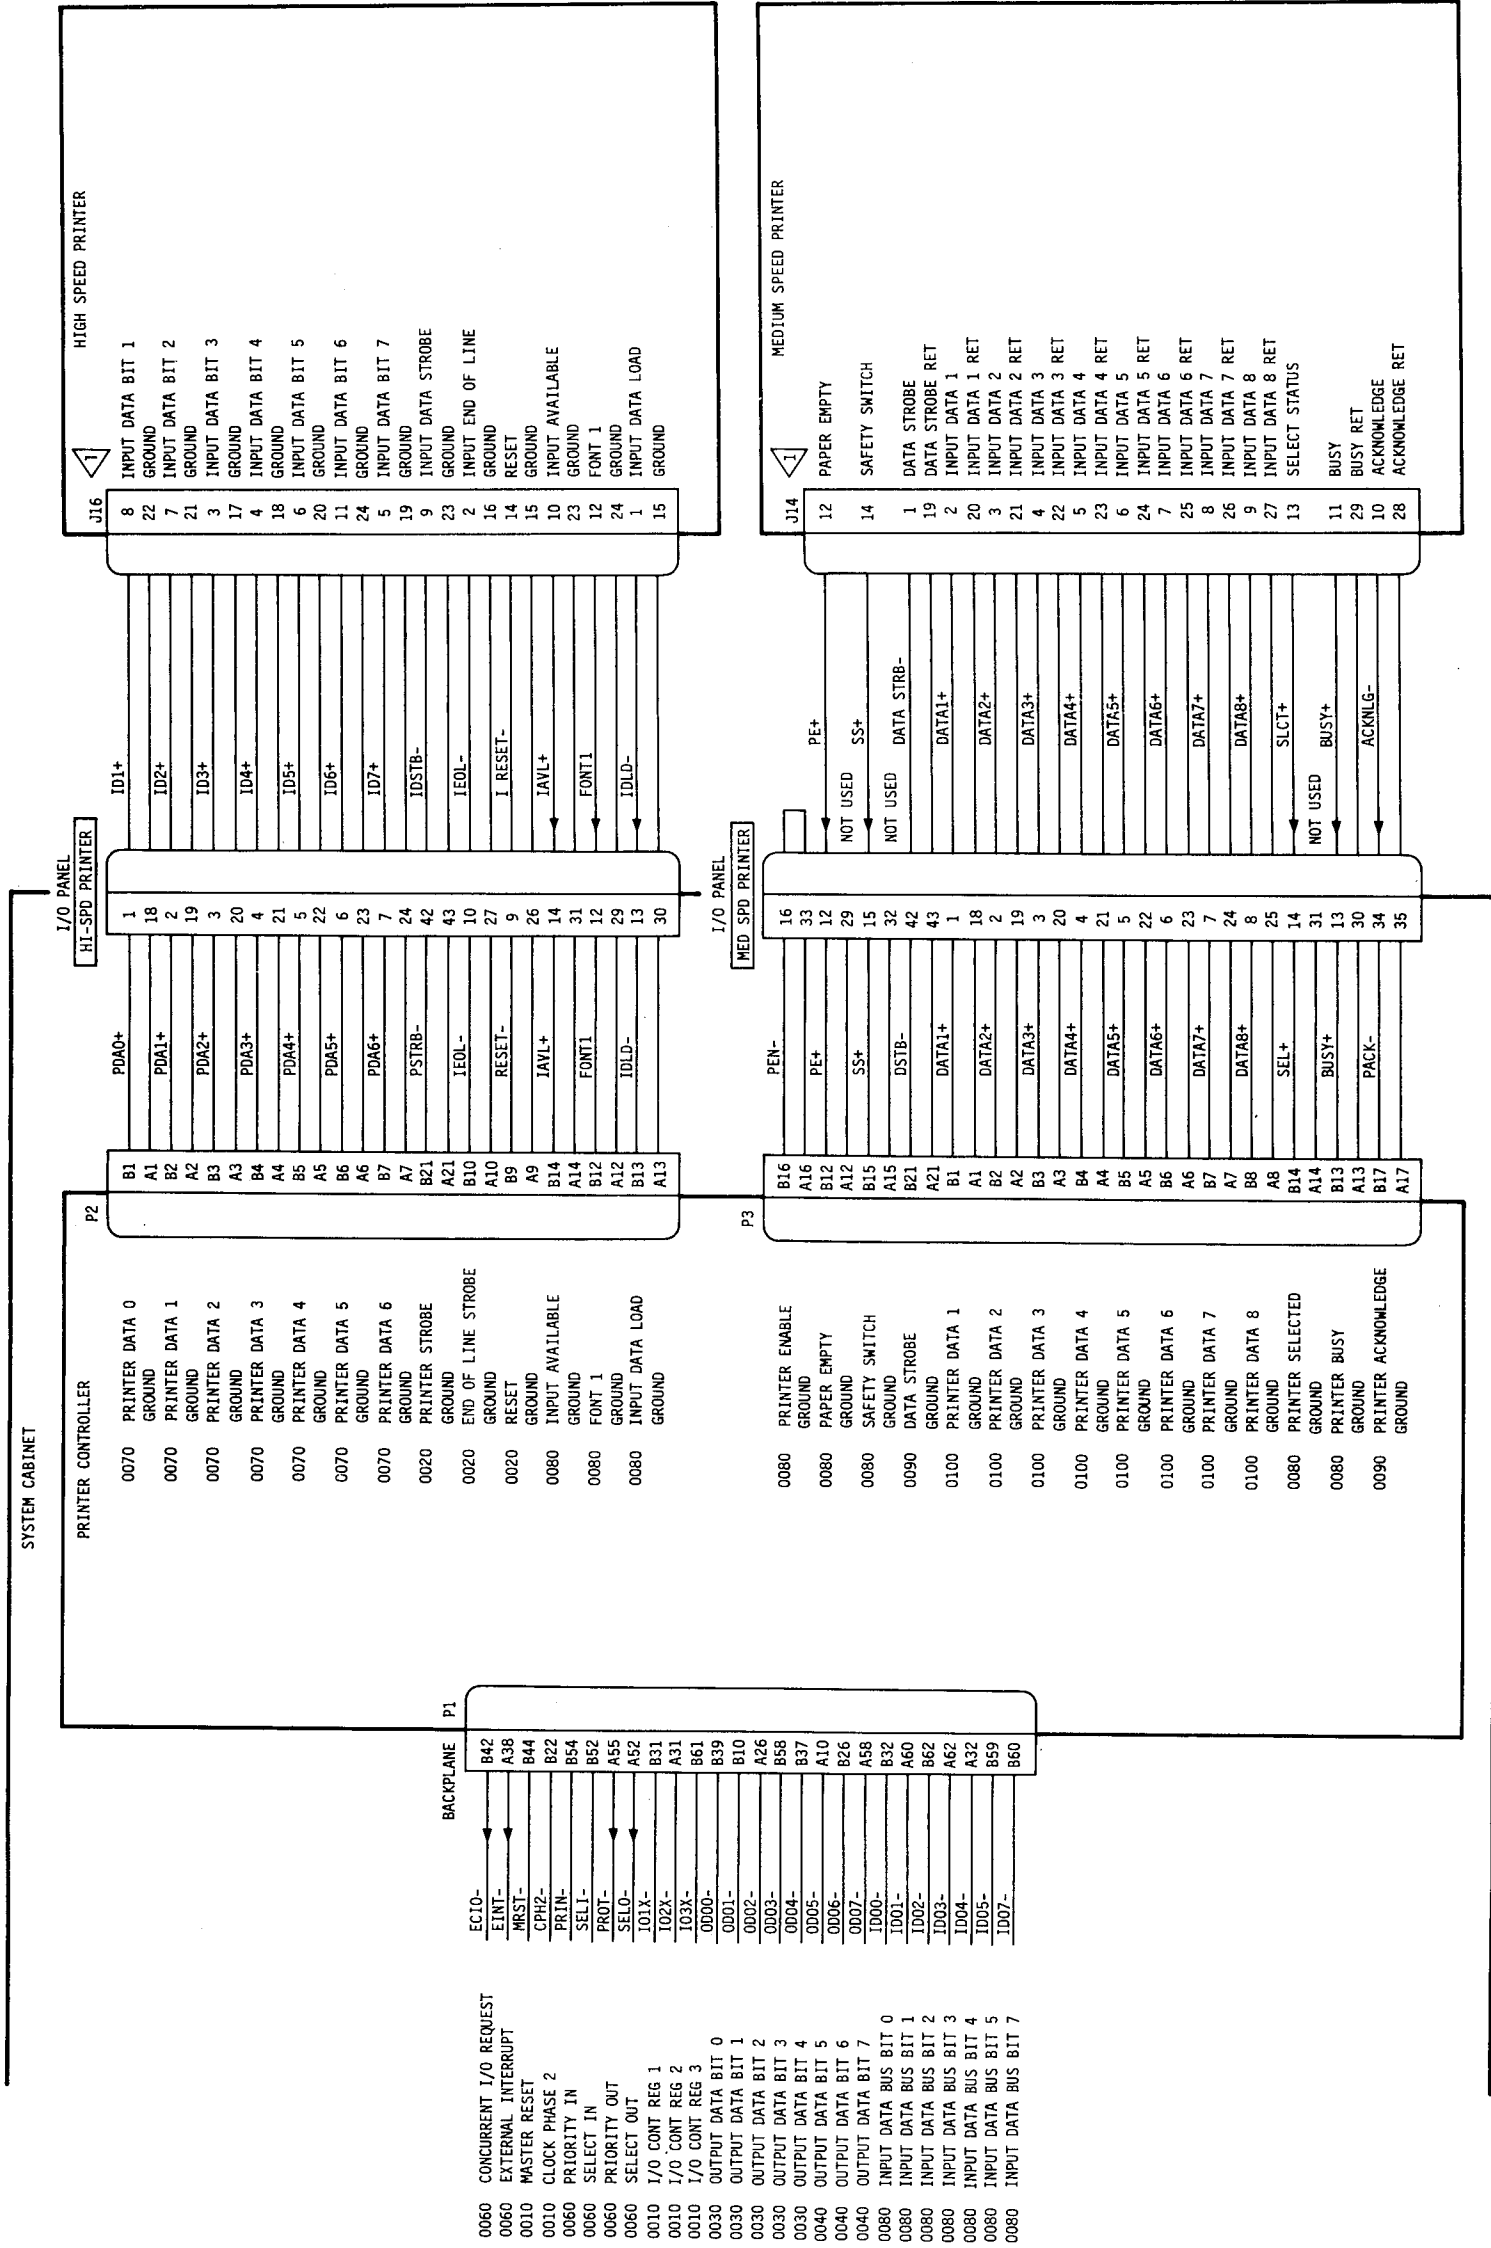 SYSTEM CABINET
PRINTER CONTROLLER
P2
I/O PANEL
HI-SPD PRINTER
J16
1
HIGH SPEED PRINTER
0070 PRINTER DATA 0 B1 PDA0+ 1 ID1+ 8 INPUT DATA BIT 1
GROUND A1 18 22 GROUND
0070 PRINTER DATA 1 B2 PDA1+ 2 ID2+ 7 INPUT DATA BIT 2
GROUND A2 19 21 GROUND
0070 PRINTER DATA 2 B3 PDA2+ 3 ID3+ 3 INPUT DATA BIT 3
GROUND A3 20 17 GROUND
0070 PRINTER DATA 3 B4 PDA3+ 4 ID4+ 4 INPUT DATA BIT 4
GROUND A4 21 18 GROUND
0070 PRINTER DATA 4 B5 PDA4+ 5 ID5+ 6 INPUT DATA BIT 5
GROUND A5 22 20 GROUND
0070 PRINTER DATA 5 B6 PDA5+ 6 ID6+ 11 INPUT DATA BIT 6
GROUND A6 23 24 GROUND
0070 PRINTER DATA 6 B7 PDA6+ 7 ID7+ 5 INPUT DATA BIT 7
GROUND A7 24 19 GROUND
0020 PRINTER STROBE B21 PSTRB- 42 IDSTB- 9 INPUT DATA STROBE
GROUND A21 43 23 GROUND
0020 END OF LINE STROBE B10 IEOL- 10 IEOL- 2 INPUT END OF LINE
GROUND A10 27 16 GROUND
0020 RESET B9 RESET- 9 I RESET- 14 RESET
GROUND A9 26 15 GROUND
0080 INPUT AVAILABLE B14 IAVL+ 14 IAVL+ 10 INPUT AVAILABLE
GROUND A14 31 23 GROUND
0080 FONT 1 B12 FONT1 12 FONT1 12 FONT 1
GROUND A12 29 24 GROUND
0080 INPUT DATA LOAD B13 IDLD- 13 IDLD- 1 INPUT DATA LOAD
GROUND A13 30 15 GROUND
BACKPLANE P1
0060 CONCURRENT I/O REQUEST ECIO- B42
0060 EXTERNAL INTERRUPT EINT- A38
0010 MASTER RESET MRST- B44
0010 CLOCK PHASE 2 CPH2- B22
0060 PRIORITY IN PRIN- B54
0060 SELECT IN SELI- B52
0060 PRIORITY OUT PROT- A55
0060 SELECT OUT SELO- A52
0010 I/O CONT REG 1 IO1X- B31
0010 I/O CONT REG 2 IO2X- A31
0010 I/O CONT REG 3 IO3X- B61
0030 OUTPUT DATA BIT 0 OD00- B39
0030 OUTPUT DATA BIT 1 OD01- B10
0030 OUTPUT DATA BIT 2 OD02- A26
0030 OUTPUT DATA BIT 3 OD03- B58
0030 OUTPUT DATA BIT 4 OD04- B37
0040 OUTPUT DATA BIT 5 OD05- A10
0040 OUTPUT DATA BIT 6 OD06- B26
0040 OUTPUT DATA BIT 7 OD07- A58
0080 INPUT DATA BUS BIT 0 ID00- B32
0080 INPUT DATA BUS BIT 1 ID01- A60
0080 INPUT DATA BUS BIT 2 ID02- B62
0080 INPUT DATA BUS BIT 3 ID03- A62
0080 INPUT DATA BUS BIT 4 ID04- A32
0080 INPUT DATA BUS BIT 5 ID05- B59
0080 INPUT DATA BUS BIT 7 ID07- B60
P3
I/O PANEL
MED SPD PRINTER
J14
1
MEDIUM SPEED PRINTER
0080 PRINTER ENABLE B16 PEN- 16
GROUND A16 33
0080 PAPER EMPTY B12 PE+ 12 PE+ 12 PAPER EMPTY
GROUND A12 29 NOT USED
0080 SAFETY SWITCH B15 SS+ 15 SS+ 14 SAFETY SWITCH
GROUND A15 32 NOT USED
0090 DATA STROBE B21 DSTB- 42 DATA STRB- 1 DATA STROBE
GROUND A21 43 19 DATA STROBE RET
0100 PRINTER DATA 1 B1 DATA1+ 1 DATA1+ 2 INPUT DATA 1
GROUND A1 18 20 INPUT DATA 1 RET
0100 PRINTER DATA 2 B2 DATA2+ 2 DATA2+ 3 INPUT DATA 2
GROUND A2 19 21 INPUT DATA 2 RET
0100 PRINTER DATA 3 B3 DATA3+ 3 DATA3+ 4 INPUT DATA 3
GROUND A3 20 22 INPUT DATA 3 RET
0100 PRINTER DATA 4 B4 DATA4+ 4 DATA4+ 5 INPUT DATA 4
GROUND A4 21 23 INPUT DATA 4 RET
0100 PRINTER DATA 5 B5 DATA5+ 5 DATA5+ 6 INPUT DATA 5
GROUND A5 22 24 INPUT DATA 5 RET
0100 PRINTER DATA 6 B6 DATA6+ 6 DATA6+ 7 INPUT DATA 6
GROUND A6 23 25 INPUT DATA 6 RET
0100 PRINTER DATA 7 B7 DATA7+ 7 DATA7+ 8 INPUT DATA 7
GROUND A7 24 26 INPUT DATA 7 RET
0100 PRINTER DATA 8 B8 DATA8+ 8 DATA8+ 9 INPUT DATA 8
GROUND A8 25 27 INPUT DATA 8 RET
0080 PRINTER SELECTED B14 SEL+ 14 SLCT+ 13 SELECT STATUS
GROUND A14 31 NOT USED
0080 PRINTER BUSY B13 BUSY+ 13 BUSY+ 11 BUSY
GROUND A13 30 29 BUSY RET
0090 PRINTER ACKNOWLEDGE B17 PACK- 34 ACKNLG- 10 ACKNOWLEDGE
GROUND A17 35 28 ACKNOWLEDGE RET